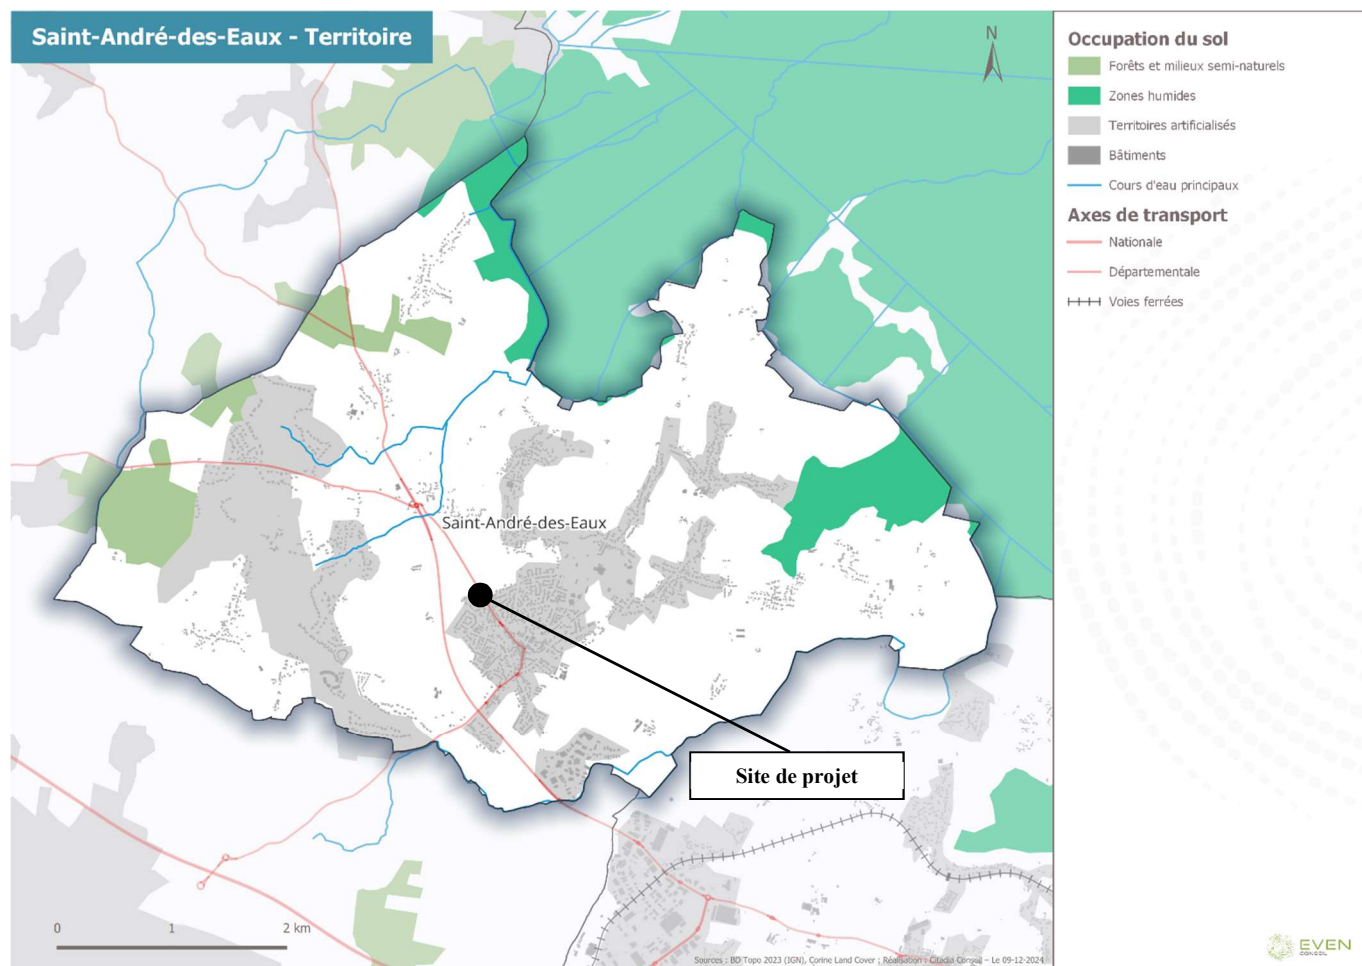 Saint-André-des-Eaux - Territoire
N
Saint-André-des-Eaux
Site de projet
0 1 2 km
Sources : BD Topo 2023 (IGN), Corine Land Cover ; Réalisation : Citadia Conseil – Le 09-12-2024
Occupation du sol
Forêts et milieux semi-naturels
Zones humides
Territoires artificialisés
Bâtiments
Cours d'eau principaux
Axes de transport
Nationale
Départementale
Voies ferrées
EVEN
CONSEIL